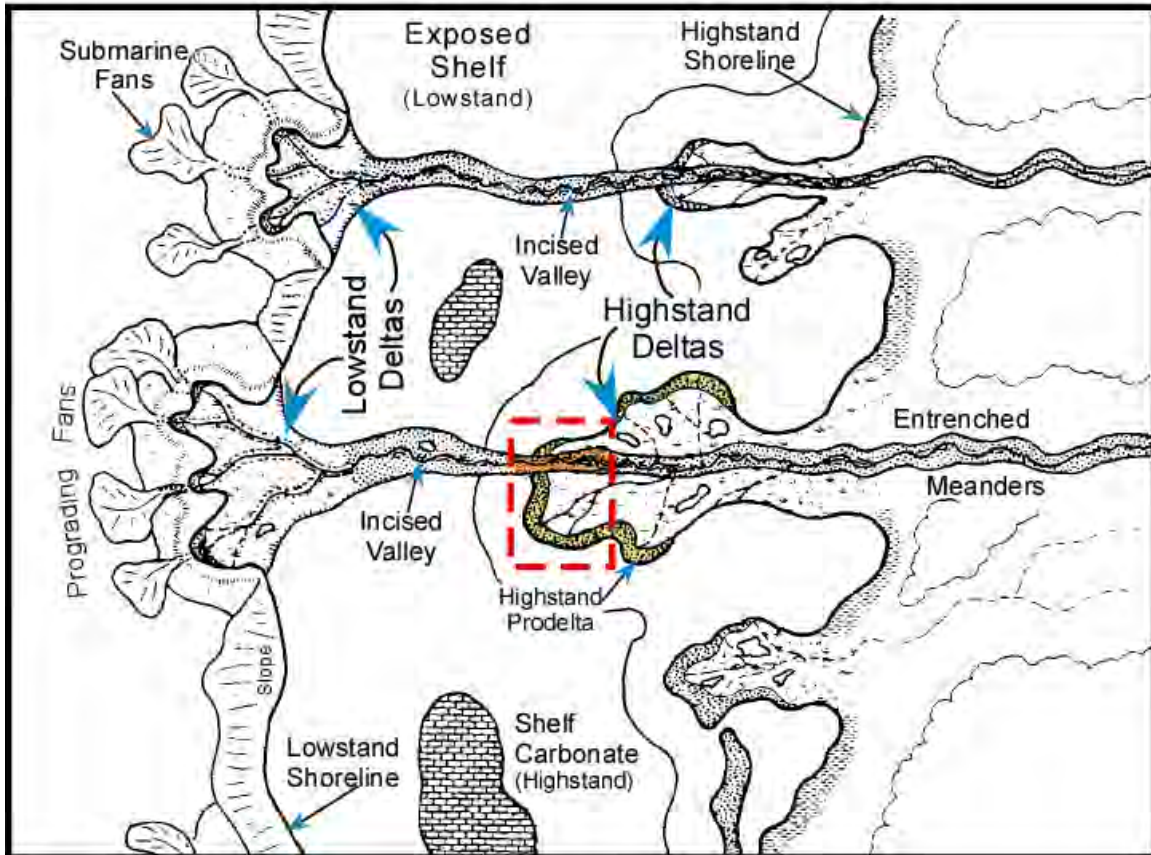 Submarine
Fans
Exposed
Shelf
(Lowstand)
Highstand
Shoreline
Incised
Valley
Lowstand
Deltas
Highstand
Deltas
Prograding Fans
Entrenched
Meanders
Incised
Valley
Highstand
Prodelta
Slope
Lowstand
Shoreline
Shelf
Carbonate
(Highstand)